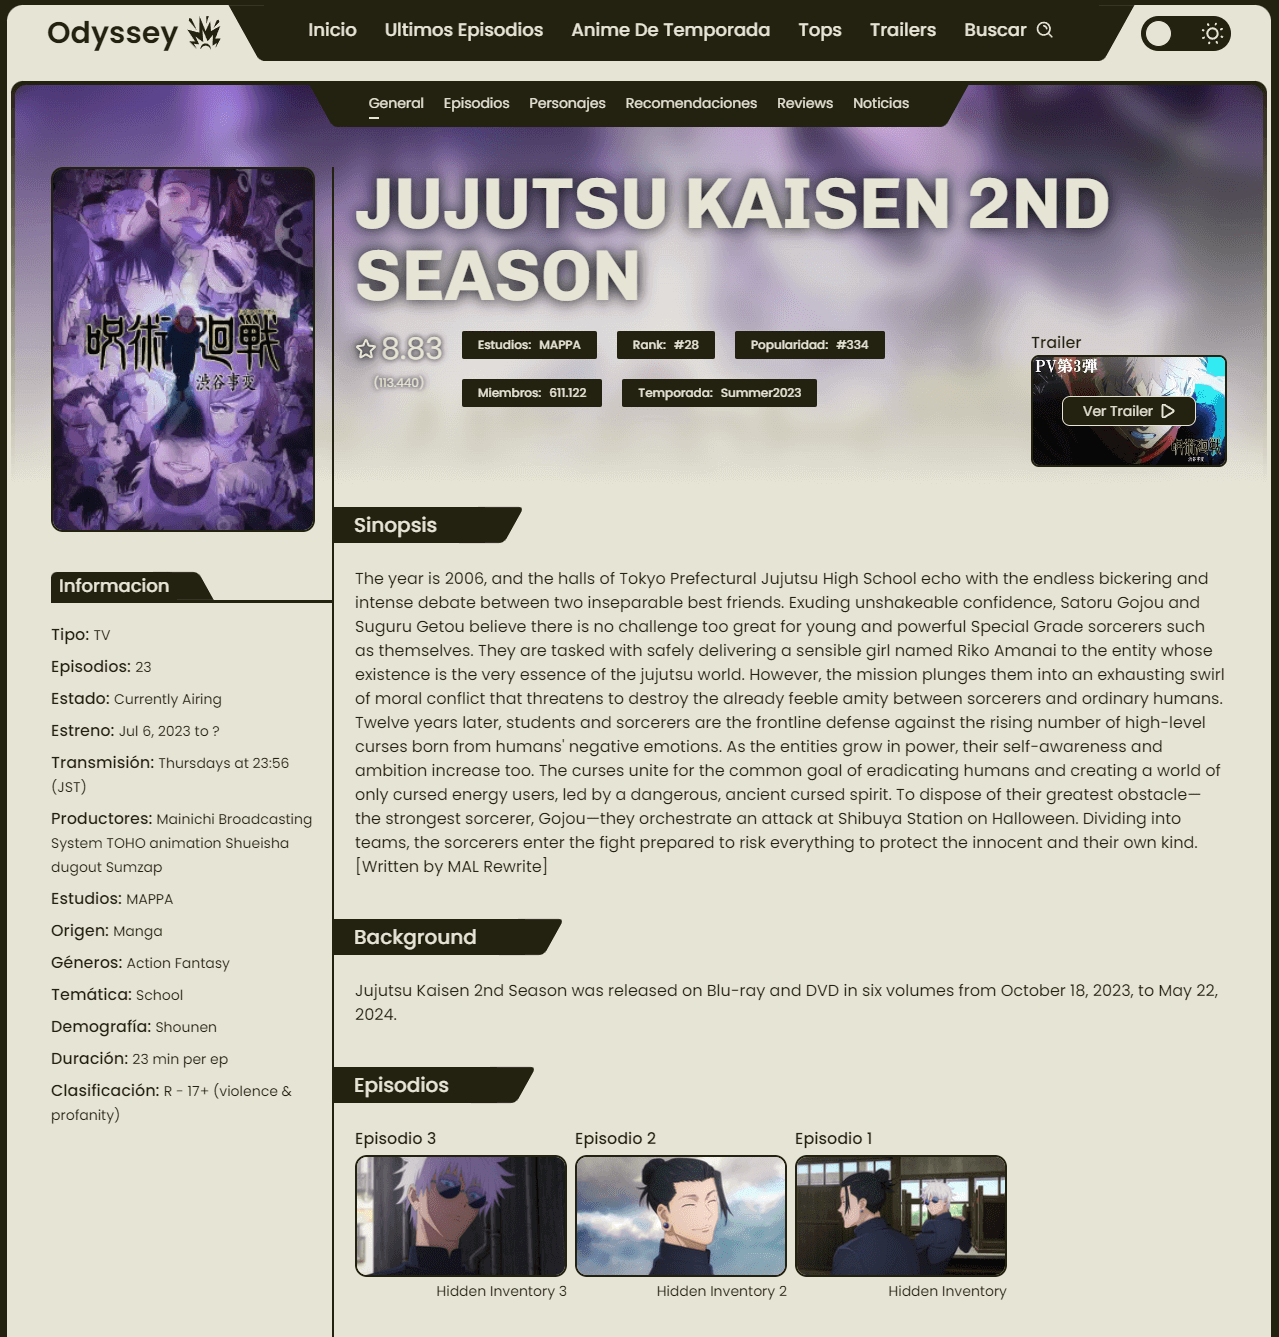 Odyssey
Inicio
Ultimos Episodios
Anime De Temporada
Tops
Trailers
Buscar
General
Episodios
Personajes
Recomendaciones
Reviews
Noticias
呪術廻戦
渋谷事変
JUJUTSU KAISEN 2ND
SEASON
8.83
(113.440)
Estudios: MAPPA
Rank: #28
Popularidad: #334
Miembros: 611.122
Temporada: Summer2023
Trailer
PV第3弾
Ver Trailer
呪術廻戦
渋谷事変
Informacion
Tipo: TV
Episodios: 23
Estado: Currently Airing
Estreno: Jul 6, 2023 to ?
Transmisión: Thursdays at 23:56
(JST)
Productores: Mainichi Broadcasting
System TOHO animation Shueisha
dugout Sumzap
Estudios: MAPPA
Origen: Manga
Géneros: Action Fantasy
Temática: School
Demografía: Shounen
Duración: 23 min per ep
Clasificación: R - 17+ (violence &
profanity)
Sinopsis
The year is 2006, and the halls of Tokyo Prefectural Jujutsu High School echo with the endless bickering and
intense debate between two inseparable best friends. Exuding unshakeable confidence, Satoru Gojou and
Suguru Getou believe there is no challenge too great for young and powerful Special Grade sorcerers such
as themselves. They are tasked with safely delivering a sensible girl named Riko Amanai to the entity whose
existence is the very essence of the jujutsu world. However, the mission plunges them into an exhausting swirl
of moral conflict that threatens to destroy the already feeble amity between sorcerers and ordinary humans.
Twelve years later, students and sorcerers are the frontline defense against the rising number of high-level
curses born from humans' negative emotions. As the entities grow in power, their self-awareness and
ambition increase too. The curses unite for the common goal of eradicating humans and creating a world of
only cursed energy users, led by a dangerous, ancient cursed spirit. To dispose of their greatest obstacle—
the strongest sorcerer, Gojou—they orchestrate an attack at Shibuya Station on Halloween. Dividing into
teams, the sorcerers enter the fight prepared to risk everything to protect the innocent and their own kind.
[Written by MAL Rewrite]
Background
Jujutsu Kaisen 2nd Season was released on Blu-ray and DVD in six volumes from October 18, 2023, to May 22,
2024.
Episodios
Episodio 3
Episodio 2
Episodio 1
Hidden Inventory 3
Hidden Inventory 2
Hidden Inventory